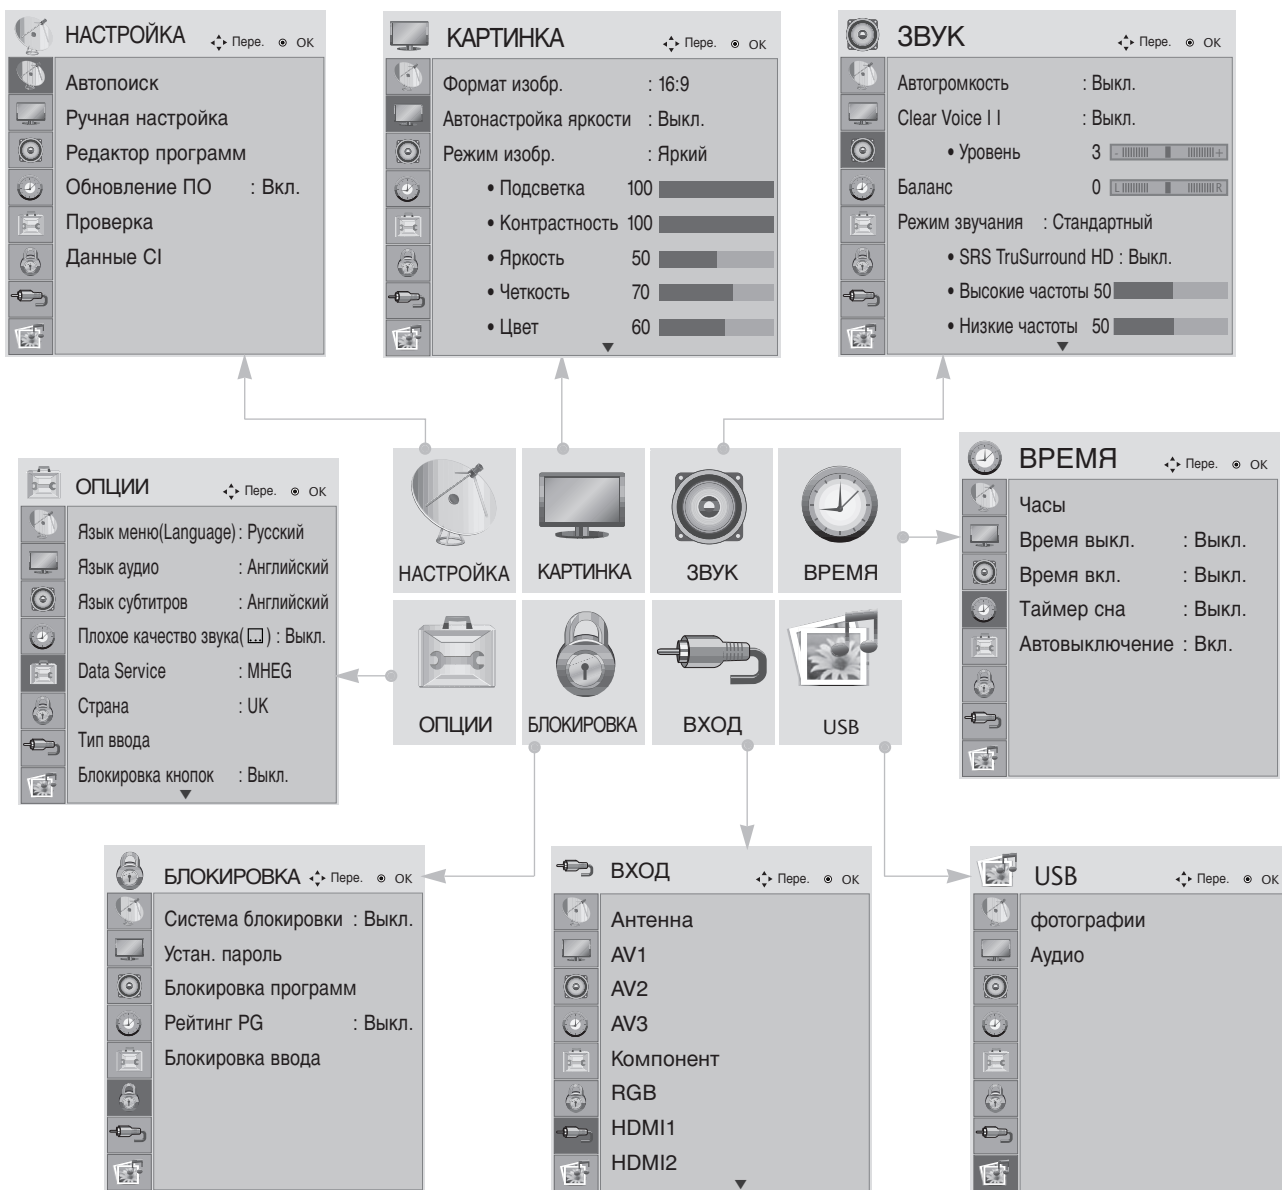 НАСТРОЙКА Пере. OK
Автопоиск
Ручная настройка
Редактор программ
Обновление ПО : Вкл.
Проверка
Данные CI
КАРТИНКА Пере. OK
Формат изобр. : 16:9
Автонастройка яркости : Выкл.
Режим изобр. : Яркий
• Подсветка 100
• Контрастность 100
• Яркость 50
• Четкость 70
• Цвет 60
ЗВУК Пере. OK
Автогромкость : Выкл.
Clear Voice I I : Выкл.
• Уровень 3 - +
Баланс 0 L R
Режим звучания : Стандартный
• SRS TruSurround HD : Выкл.
• Высокие частоты 50
• Низкие частоты 50
ОПЦИИ Пере. OK
Язык меню(Language) : Русский
Язык аудио : Английский
Язык субтитров : Английский
Плохое качество звука( ) : Выкл.
Data Service : MHEG
Страна : UK
Тип ввода
Блокировка кнопок : Выкл.
НАСТРОЙКА
КАРТИНКА
ЗВУК
ВРЕМЯ
ОПЦИИ
БЛОКИРОВКА
ВХОД
USB
ВРЕМЯ Пере. OK
Часы
Время выкл. : Выкл.
Время вкл. : Выкл.
Таймер сна : Выкл.
Автовыключение : Вкл.
БЛОКИРОВКА Пере. OK
Система блокировки : Выкл.
Устан. пароль
Блокировка программ
Рейтинг PG : Выкл.
Блокировка ввода
ВХОД Пере. OK
Антенна
AV1
AV2
AV3
Компонент
RGB
HDMI1
HDMI2
USB Пере. OK
фотографии
Аудио